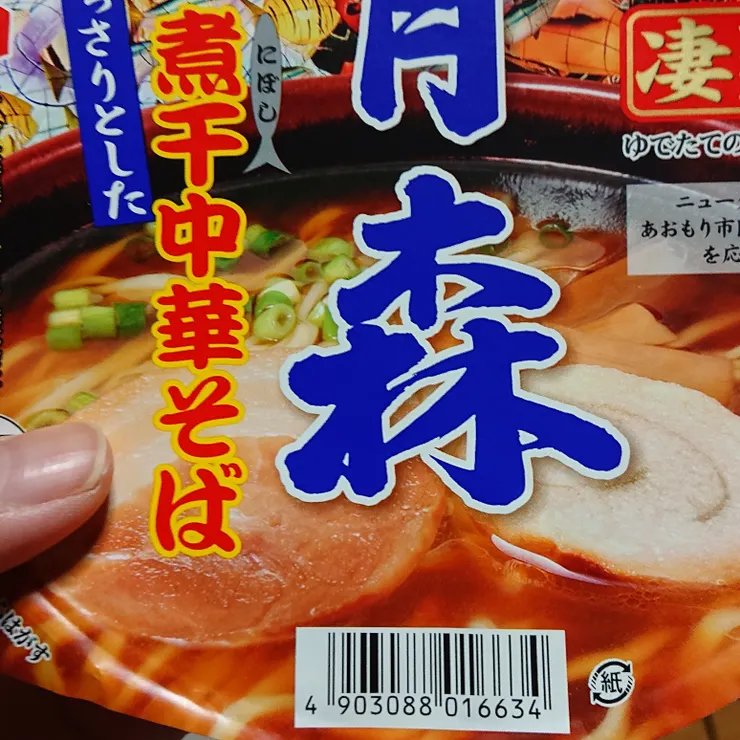 さりとした
煮干中華そば
にぼし
青森
凄
ゆでたての
ニュー
あおもり市
を応
はがす
4 903088 016634
紙